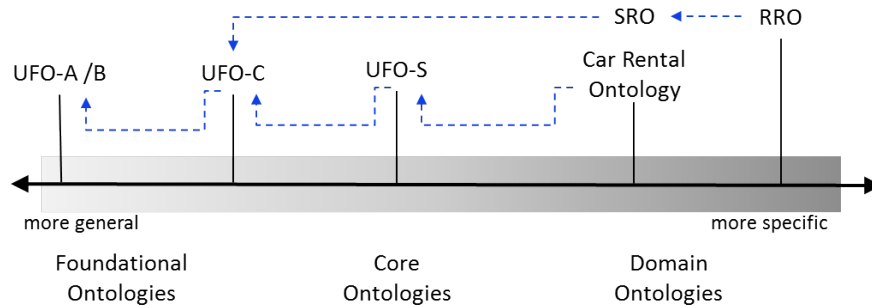 SRO
RRO
UFO-A /B
UFO-C
UFO-S
Car Rental
Ontology
more general
more specific
Foundational
Ontologies
Core
Ontologies
Domain
Ontologies